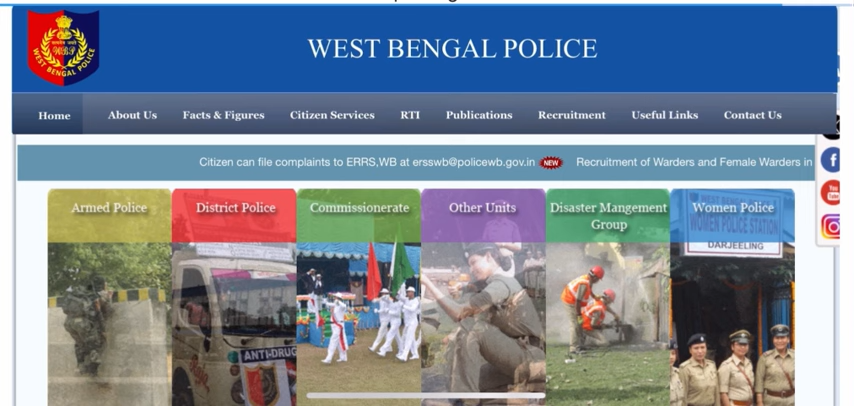 WEST BENGAL POLICE
WEST BENGAL POLICE
Home About Us Facts & Figures Citizen Services RTI Publications Recruitment Useful Links Contact Us
Citizen can file complaints to ERRS,WB at ersswb@policewb.gov.in NEW Recruitment of Warders and Female Warders in
Armed Police District Police Commissionerate Other Units Disaster Mangement Women Police
Group
WOMEN POLICE STATION
DARJEELING
ANTI-DRUG
You
Tube